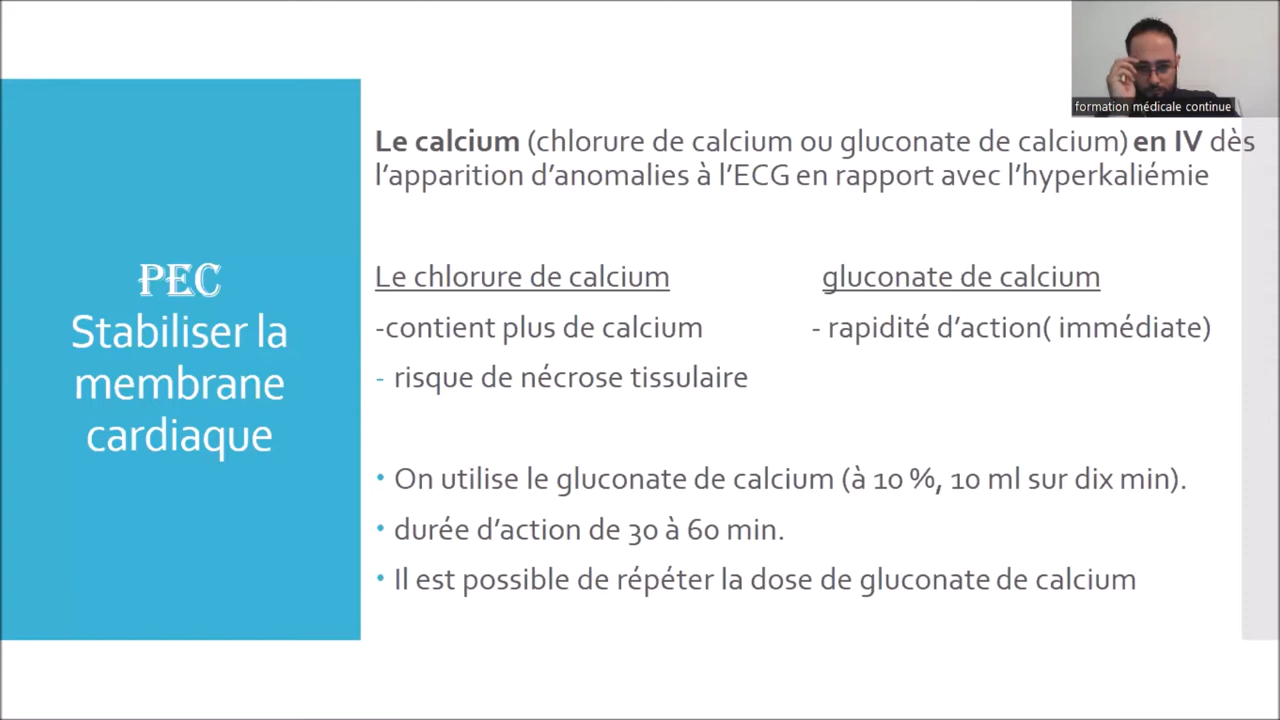 formation médicale continue
Le calcium (chlorure de calcium ou gluconate de calcium) en IV dès
l’apparition d’anomalies à l’ECG en rapport avec l’hyperkaliémie
PEC
Stabiliser la
membrane
cardiaque
Le chlorure de calcium
gluconate de calcium
-contient plus de calcium
- rapidité d’action( immédiate)
- risque de nécrose tissulaire
• On utilise le gluconate de calcium (à 10 %, 10 ml sur dix min).
• durée d’action de 30 à 60 min.
• Il est possible de répéter la dose de gluconate de calcium